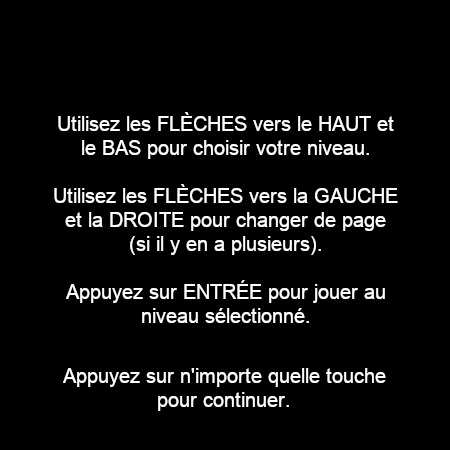 Utilisez les FLÈCHES vers le HAUT et
le BAS pour choisir votre niveau.
Utilisez les FLÈCHES vers la GAUCHE
et la DROITE pour changer de page
(si il y en a plusieurs).
Appuyez sur ENTRÉE pour jouer au
niveau sélectionné.
Appuyez sur n'importe quelle touche
pour continuer.